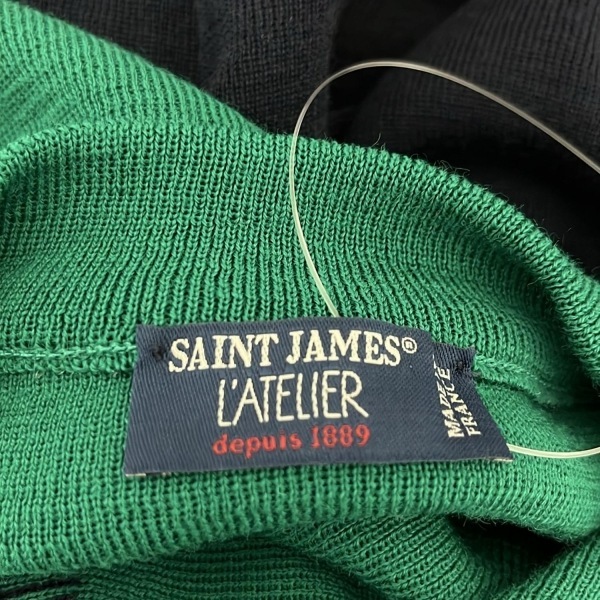 SAINT JAMES®
L'ATELIER
depuis 1889
MADE IN
FRANCE